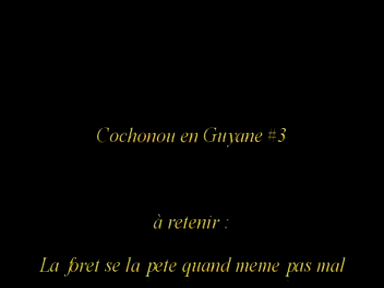 Cochonou en Guyane #3
à retenir :
La foret se la pete quand meme pas mal